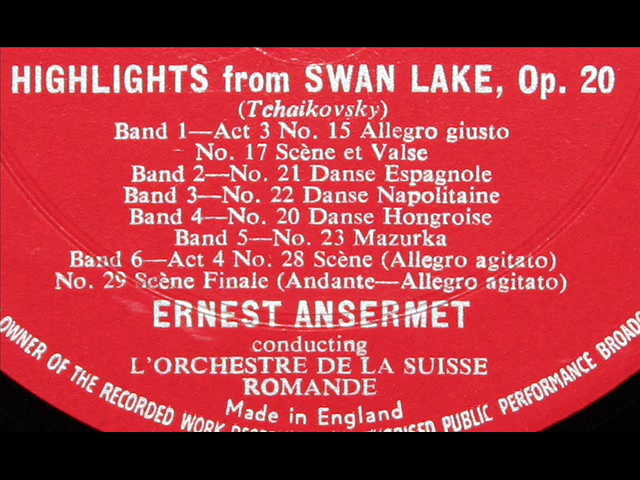 HIGHLIGHTS from SWAN LAKE, Op. 20
(Tchaikovsky)
Band 1—Act 3 No. 15 Allegro giusto
No. 17 Scène et Valse
Band 2—No. 21 Danse Espagnole
Band 3—No. 22 Danse Napolitaine
Band 4—No. 20 Danse Hongroise
Band 5—No. 23 Mazurka
Band 6—Act 4 No. 28 Scène (Allegro agitato)
No. 29 Scène Finale (Andante—Allegro agitato)
ERNEST ANSERMET
conducting
L'ORCHESTRE DE LA SUISSE
ROMANDE
Made in England
OWNER OF THE RECORDED WORK PUBLIC PERFORMANCE